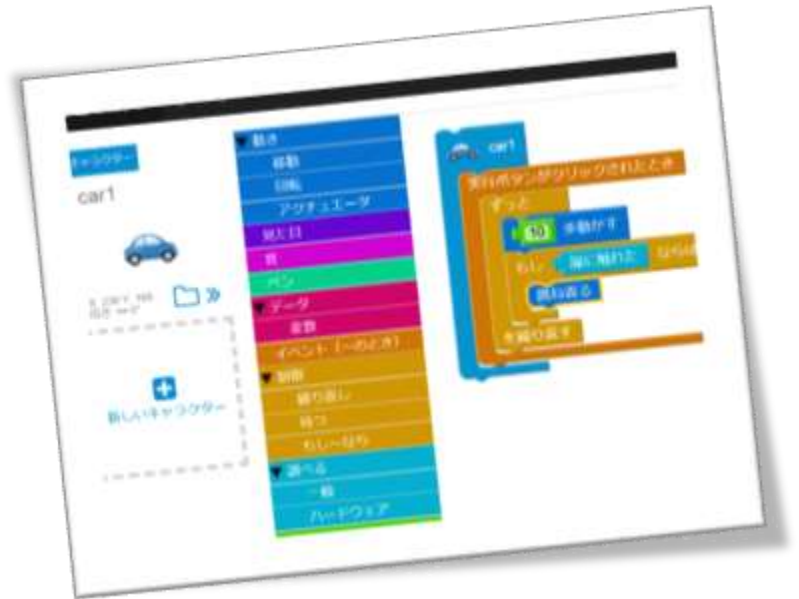 キャラクター
car1
新しいキャラクター
動き
移動
回転
アクチュエータ
見た目
音
ペン
データ
変数
イベント（〜のとき）
制御
繰り返し
待つ
もし〜なら
調べる
一般
ハードウェア
car1
実行ボタンがクリックされたとき
ずっと
10 歩動かす
もし 端に触れた ならば
跳ね返る
を繰り返す